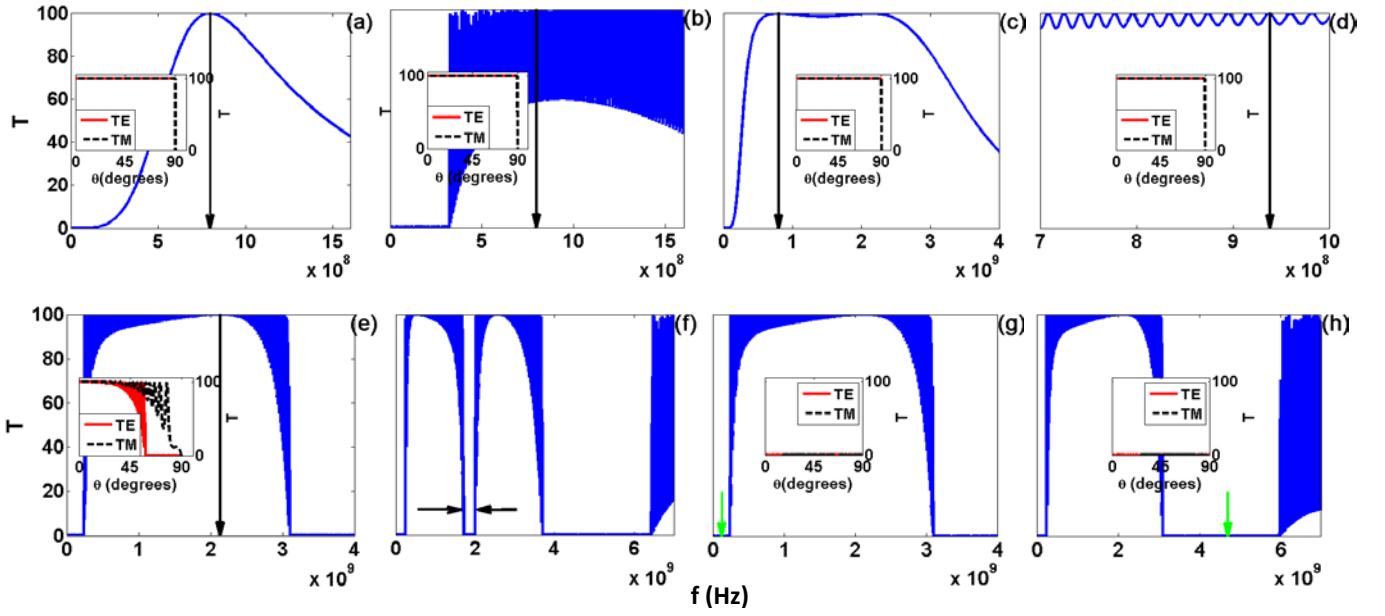 100
80
60
40
20
0
T
(a)
100
0
T
TE
TM
0 45 90
θ(degrees)
0 5 10 15
x 10^8
(b)
100
0
T
TE
TM
0 45 90
θ (degrees)
0 5 10 15
x 10^8
(c)
100
0
T
TE
TM
0 45 90
θ(degrees)
0 1 2 3 4
x 10^9
(d)
100
0
T
TE
TM
0 45 90
θ(degrees)
7 8 9 10
x 10^8
100
80
60
40
20
0
T
(e)
100
0
T
TE
TM
0 45 90
θ (degrees)
0 1 2 3 4
x 10^9
(f)
0 2 4 6
x 10^9
(g)
100
0
T
TE
TM
0 45 90
θ(degrees)
0 1 2 3 4
x 10^9
(h)
100
0
T
TE
TM
0 45 90
θ(degrees)
0 2 4 6
x 10^9
f (Hz)